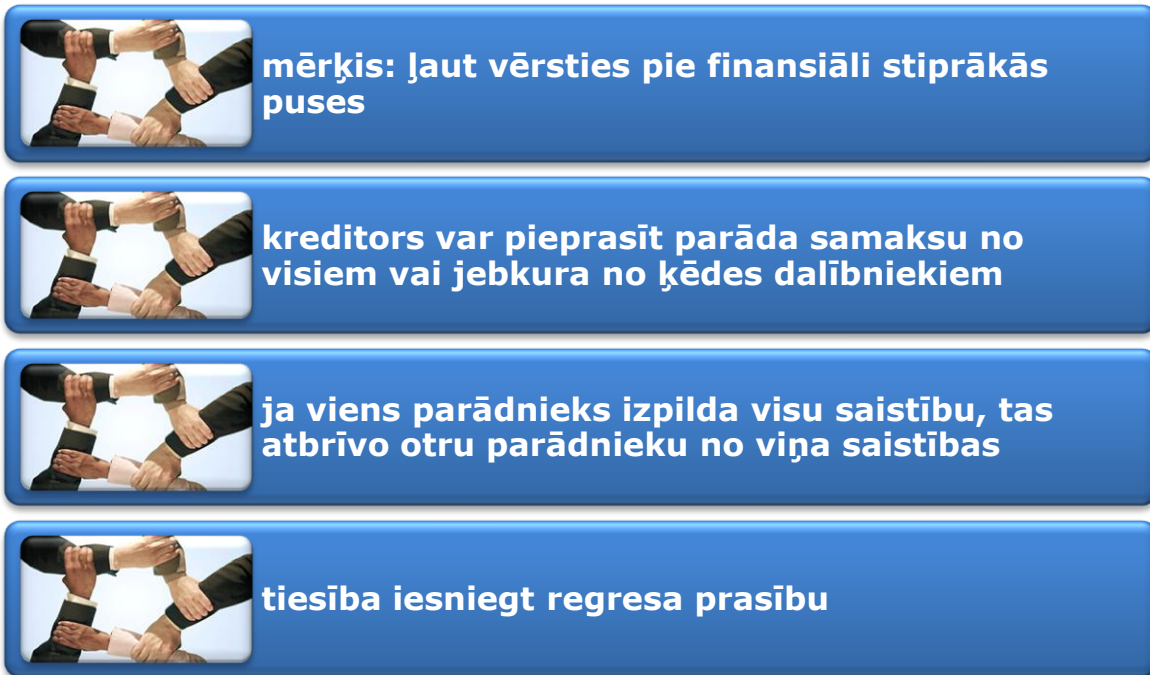 mērķis: ļaut vērsties pie finansiāli stiprākās
puses
kreditors var pieprasīt parāda samaksu no
visiem vai jebkura no ķēdes dalībniekiem
ja viens parādnieks izpilda visu saistību, tas
atbrīvo otru parādnieku no viņa saistības
tiesība iesniegt regresa prasību